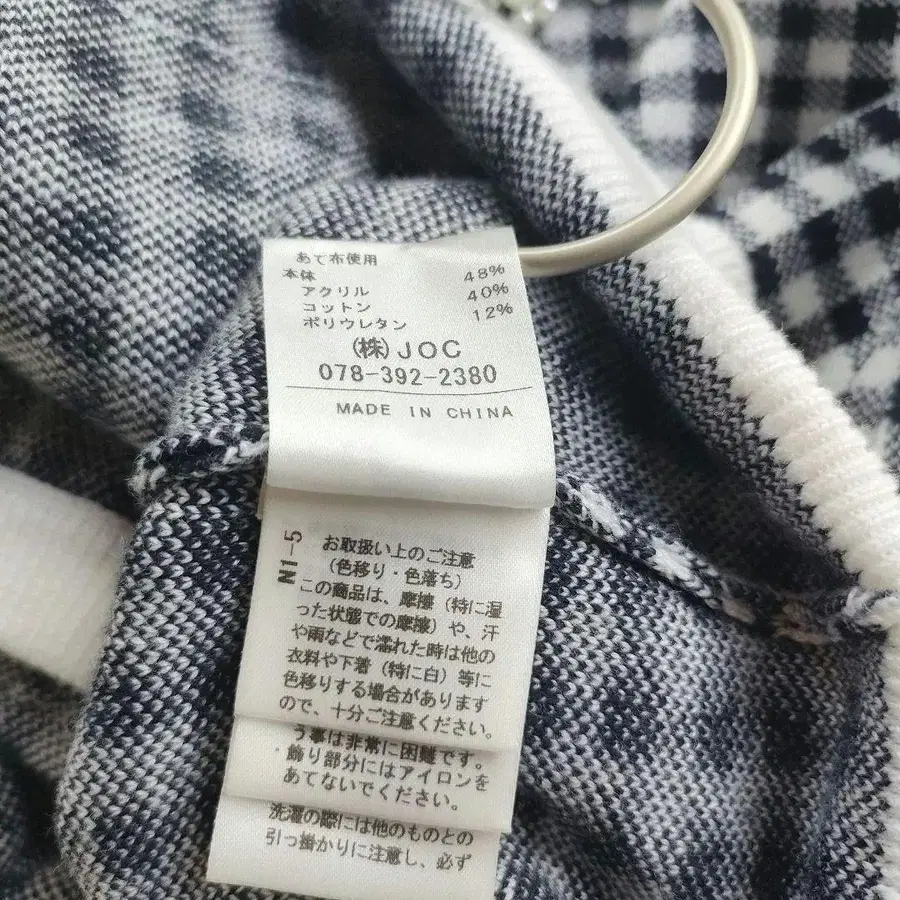 あて布使用
本体
アクリル 48%
コットン 40%
ポリウレタン 12%
(株)JOC
078-392-2380
MADE IN CHINA
N1-5
お取扱い上のご注意
(色移り・色落ち)
この商品は、摩擦(特に湿
った状態での摩擦)や、汗
や雨などで濡れた時は他の
衣料や下着(特に白)等に
色移りする場合があります
ので、十分ご注意ください。
う事は非常に困難です。
飾り部分にはアイロンを
あてないでください。
洗濯の際には他のものとの
引っ掛かりに注意し、必ず